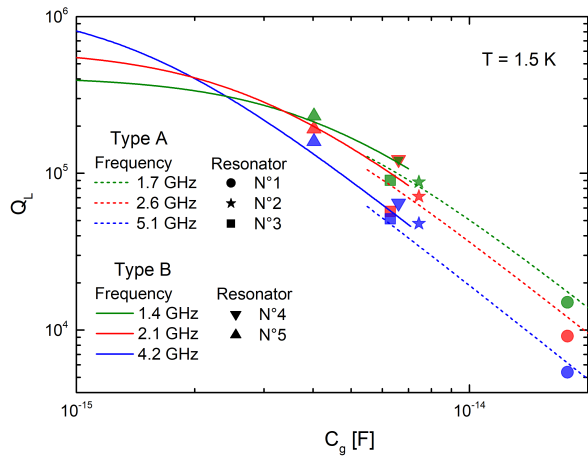 10^6
T = 1.5 K
Type A
Frequency Resonator
1.7 GHz N°1
2.6 GHz N°2
5.1 GHz N°3
10^5
Q_L
Type B
Frequency Resonator
1.4 GHz N°4
2.1 GHz N°5
4.2 GHz
10^4
10^-15 10^-14
C_g [F]